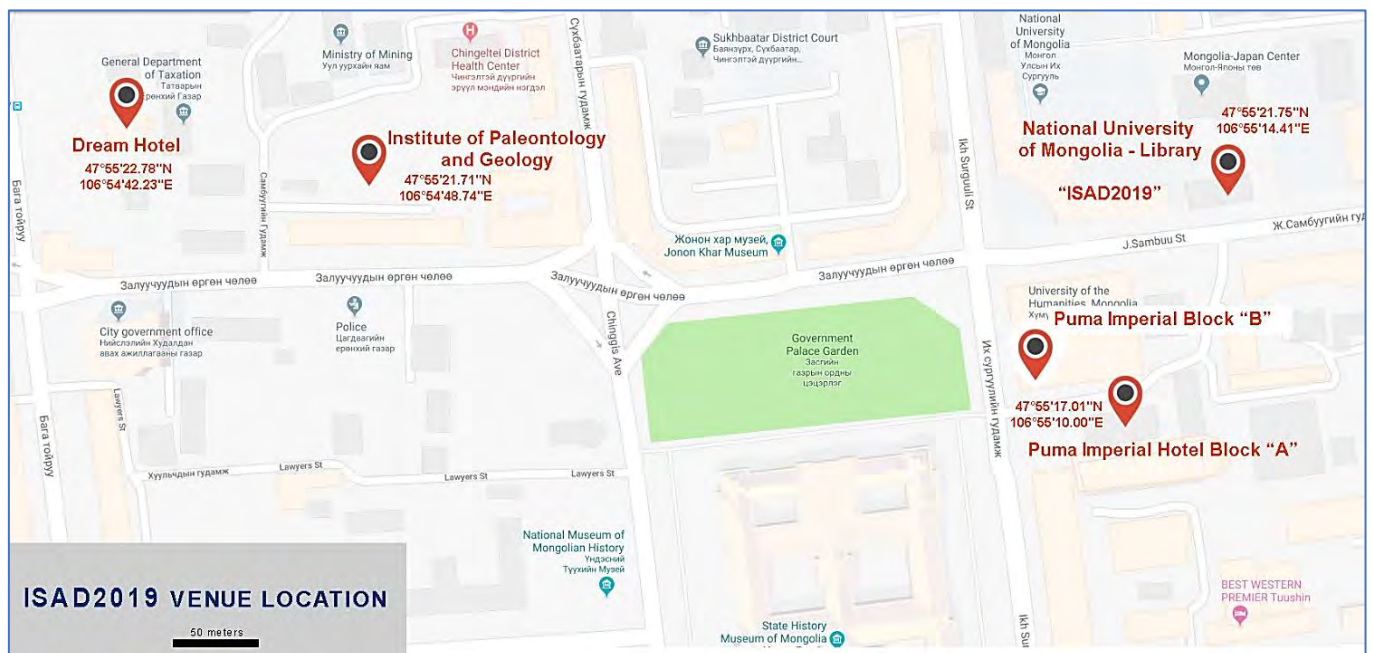 General Department
of Taxation
Татварын
Ерөнхий Газар
Dream Hotel
47°55'22.78"N
106°54'42.23"E
Ministry of Mining
Уул уурхайн яам
Chingeltei District
Health Center
Чингэлтэй дүүргийн
эрүүл мэндийн нэгдэл
Institute of Paleontology
and Geology
47°55'21.71"N
106°54'48.74"E
Сүхбаатарын гудамж
Sukhbaatar District Court
Баянзүрх, Сүхбаатар,
Чингэлтэй дүүргийн...
National
University
of Mongolia
Монгол
Улсын Их
Сургууль
Mongolia-Japan Center
Монгол-Японы төв
47°55'21.75"N
106°55'14.41"E
National University
of Mongolia - Library
“ISAD2019”
Ikh Surguuli St
Бага тойруу
Самбуугийн Гудамж
Жонон хар музей,
Jonon Khar Museum
J.Sambuu St
Ж.Самбуугийн гуд
Залуучуудын өргөн чөлөө
Залуучуудын өргөн чөлөө
Залуучуудын өргөн чөлөө
Залуучуудын өргөн чөлөө
City government office
Нийслэлийн Худалдан
авах ажиллагааны газар
Police
Цагдаагийн
ерөнхий газар
Chinggis Ave
Government
Palace Garden
Засгийн
газрын ордны
цэцэрлэг
Их сургуулийн гудамж
University of the
Humanities, Mongolia
Puma Imperial Block “B”
47°55'17.01"N
106°55'10.00"E
Puma Imperial Hotel Block “A”
Lawyers St
Бага тойруу
Хуульчдын гудамж
Lawyers St
Lawyers St
National Museum of
Mongolian History
Үндэсний
Түүхийн Музей
State History
Museum of Mongolia
Ikh Su
BEST WESTERN
PREMIER Tuushin
ISAD2019 VENUE LOCATION
50 meters